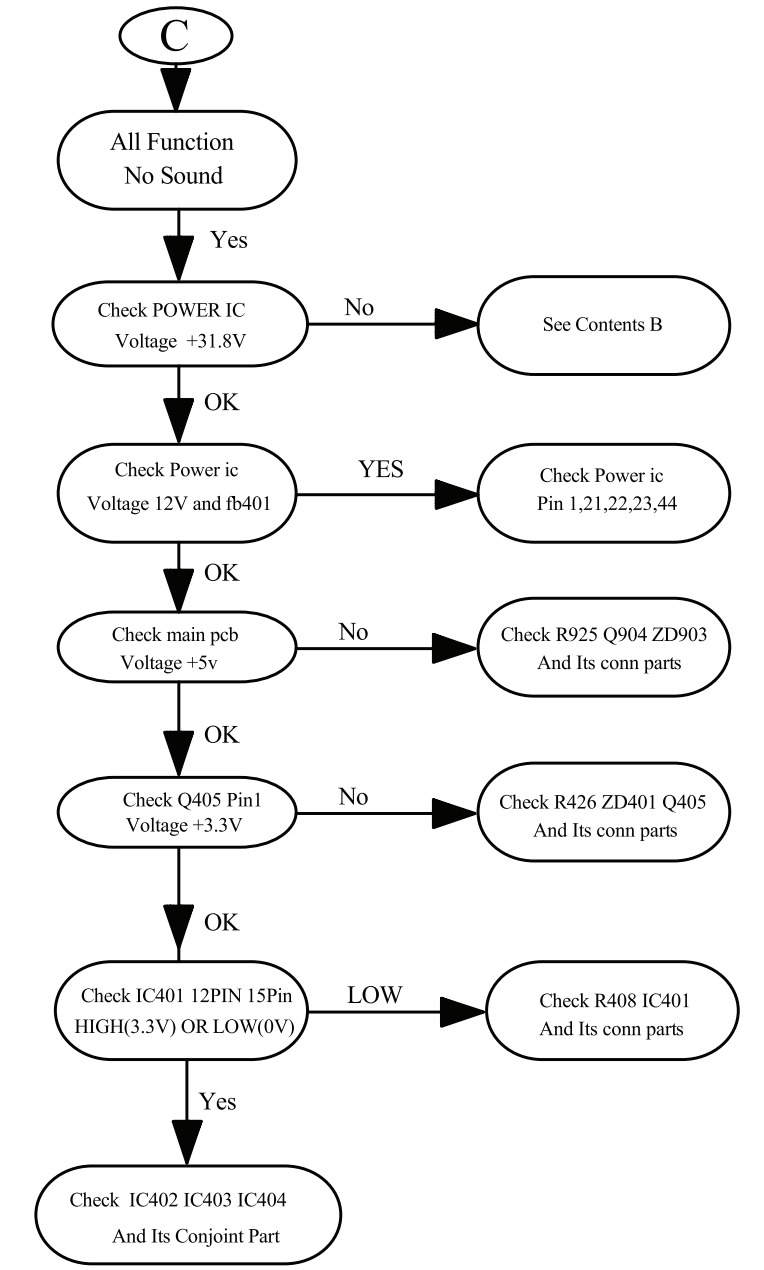 C
All Function
No Sound
Yes
Check POWER IC
Voltage +31.8V
No
See Contents B
OK
Check Power ic
Voltage 12V and fb401
YES
Check Power ic
Pin 1,21,22,23,44
OK
Check main pcb
Voltage +5v
No
Check R925 Q904 ZD903
And Its conn parts
OK
Check Q405 Pin1
Voltage +3.3V
No
Check R426 ZD401 Q405
And Its conn parts
OK
Check IC401 12PIN 15Pin
HIGH(3.3V) OR LOW(0V)
LOW
Check R408 IC401
And Its conn parts
Yes
Check IC402 IC403 IC404
And Its Conjoint Part